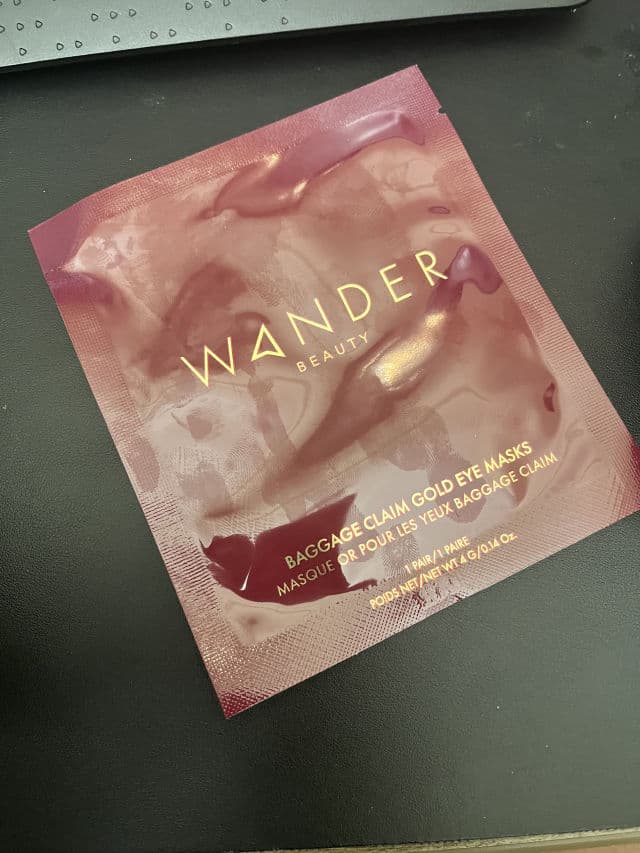 WANDER
BEAUTY
BAGGAGE CLAIM GOLD EYE MASKS
MASQUE OR POUR LES YEUX BAGGAGE CLAIM
1 PAIR/1 PAIRE
POIDS NET/NET WT 4 G/0.14 Oz.